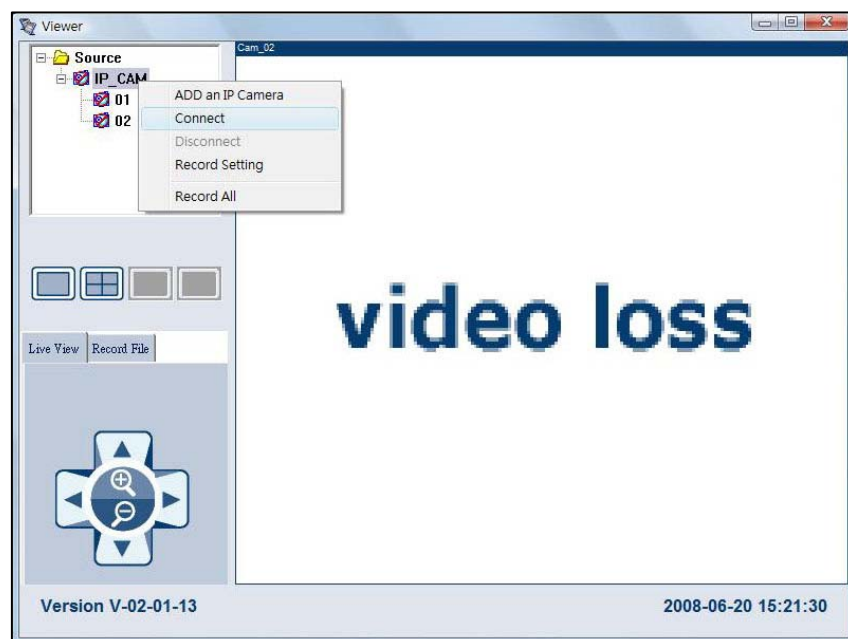 Viewer
Source
IP_CAM
01
02
ADD an IP Camera
Connect
Disconnect
Record Setting
Record All
Cam_02
video loss
Live View Record File
Version V-02-01-13
2008-06-20 15:21:30